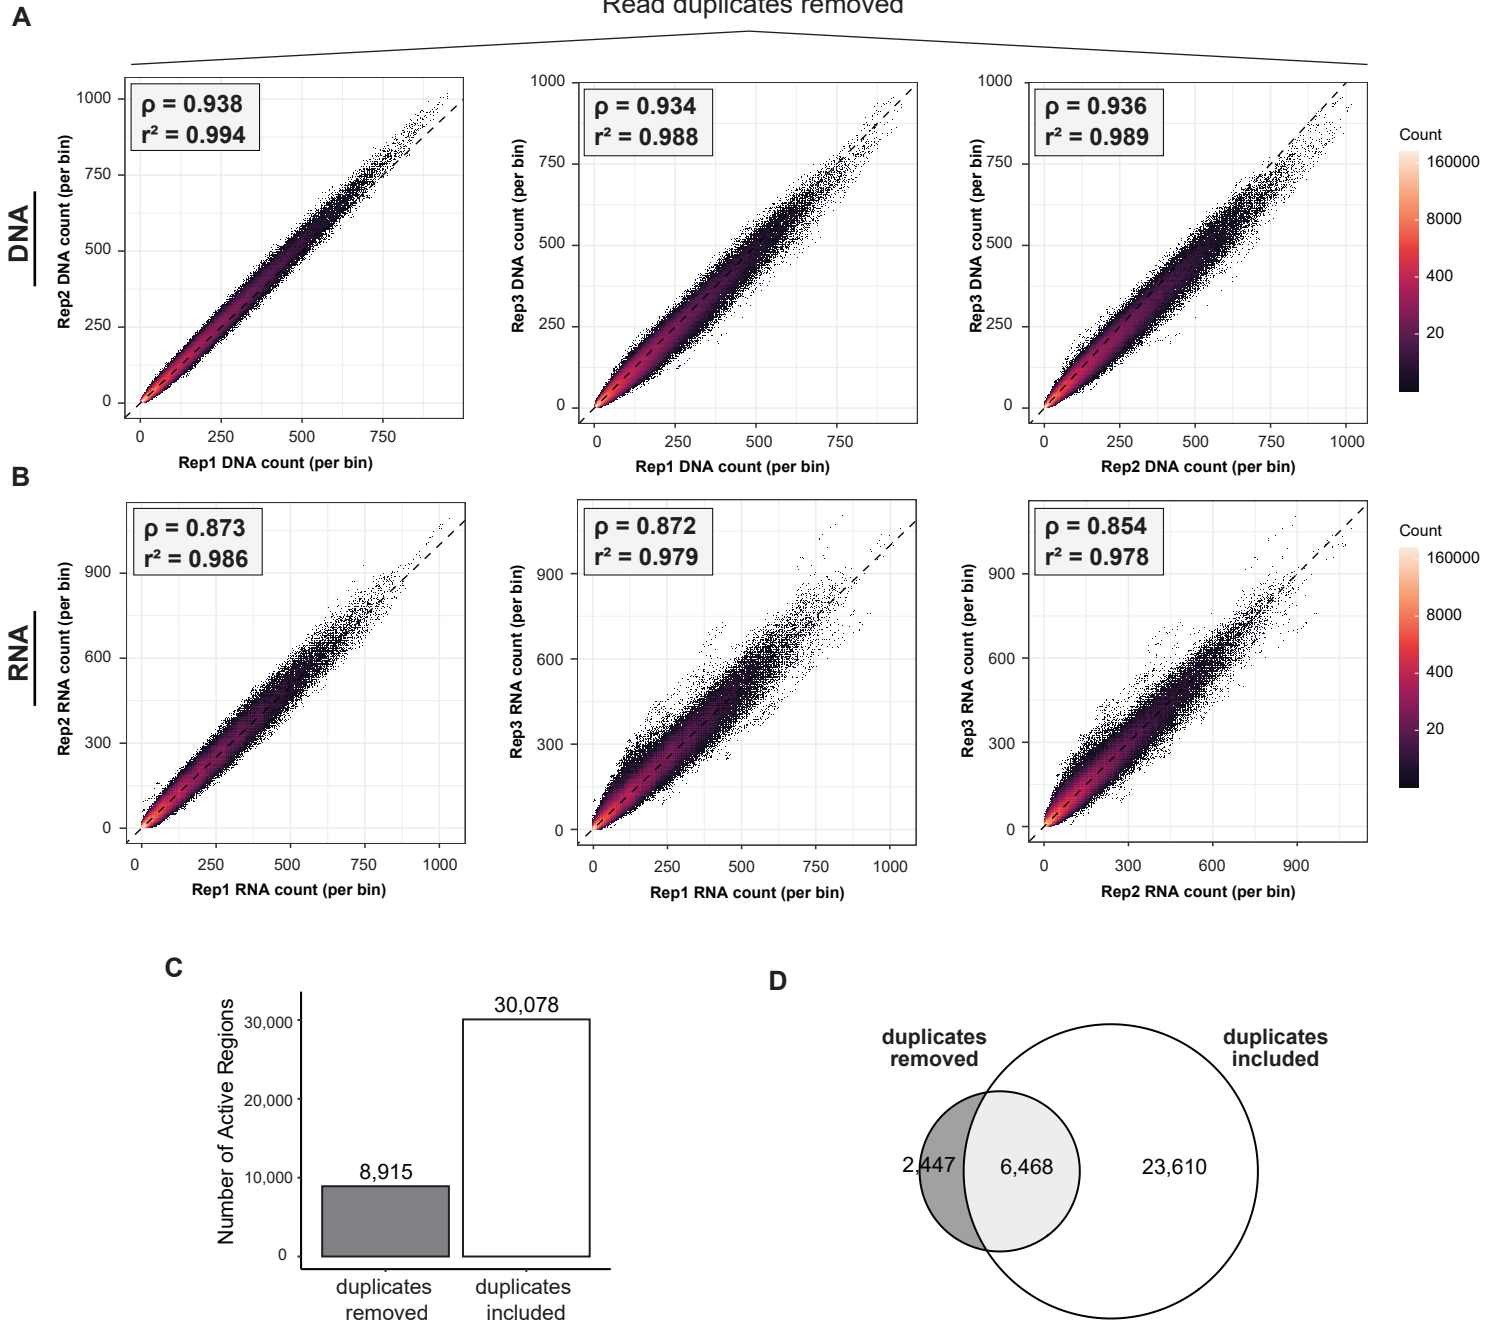 A
Read duplicates removed
DNA
ρ = 0.938
r² = 0.994
1000
750
500
250
0
Rep2 DNA count (per bin)
0 250 500 750
Rep1 DNA count (per bin)
ρ = 0.934
r² = 0.988
1000
750
500
250
0
Rep3 DNA count (per bin)
0 250 500 750
Rep1 DNA count (per bin)
ρ = 0.936
r² = 0.989
1000
750
500
250
0
Rep3 DNA count (per bin)
0 250 500 750 1000
Rep2 DNA count (per bin)
Count
160000
8000
400
20
B
RNA
ρ = 0.873
r² = 0.986
900
600
300
0
Rep2 RNA count (per bin)
0 250 500 750 1000
Rep1 RNA count (per bin)
ρ = 0.872
r² = 0.979
900
600
300
0
Rep3 RNA count (per bin)
0 250 500 750 1000
Rep1 RNA count (per bin)
ρ = 0.854
r² = 0.978
900
600
300
0
Rep3 RNA count (per bin)
0 300 600 900
Rep2 RNA count (per bin)
Count
160000
8000
400
20
C
Number of Active Regions
30,000
20,000
10,000
0
8,915
30,078
duplicates
removed
duplicates
included
D
duplicates
removed
duplicates
included
2,447
6,468
23,610